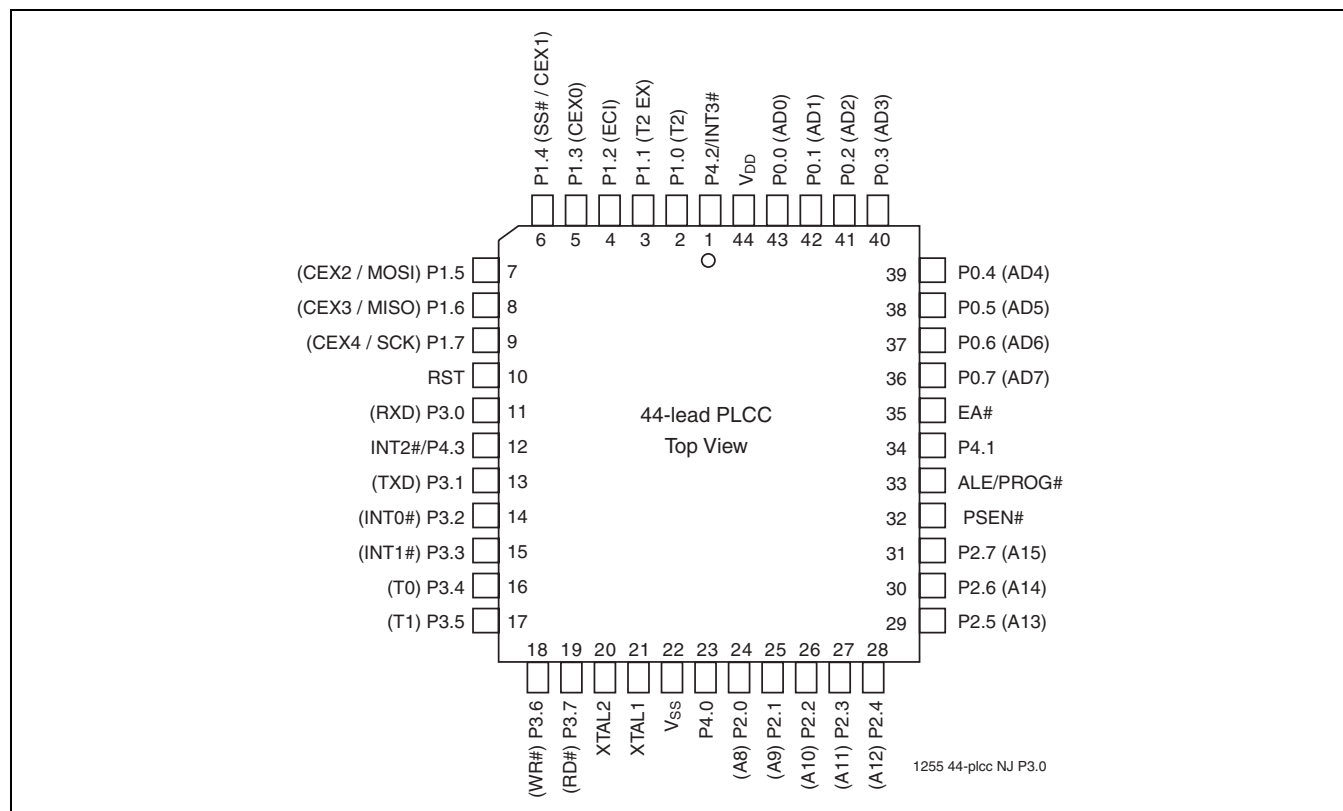 P1.4 (SS# / CEX1)
P1.3 (CEX0)
P1.2 (ECI)
P1.1 (T2 EX)
P1.0 (T2)
P4.2/INT3#
VDD
P0.0 (AD0)
P0.1 (AD1)
P0.2 (AD2)
P0.3 (AD3)
6 5 4 3 2 1 44 43 42 41 40
(CEX2 / MOSI) P1.5 7
(CEX3 / MISO) P1.6 8
(CEX4 / SCK) P1.7 9
RST 10
(RXD) P3.0 11
INT2#/P4.3 12
(TXD) P3.1 13
(INT0#) P3.2 14
(INT1#) P3.3 15
(T0) P3.4 16
(T1) P3.5 17
44-lead PLCC
Top View
39 P0.4 (AD4)
38 P0.5 (AD5)
37 P0.6 (AD6)
36 P0.7 (AD7)
35 EA#
34 P4.1
33 ALE/PROG#
32 PSEN#
31 P2.7 (A15)
30 P2.6 (A14)
29 P2.5 (A13)
18 19 20 21 22 23 24 25 26 27 28
(WR#) P3.6
(RD#) P3.7
XTAL2
XTAL1
VSS
P4.0
(A8) P2.0
(A9) P2.1
(A10) P2.2
(A11) P2.3
(A12) P2.4
1255 44-plcc NJ P3.0